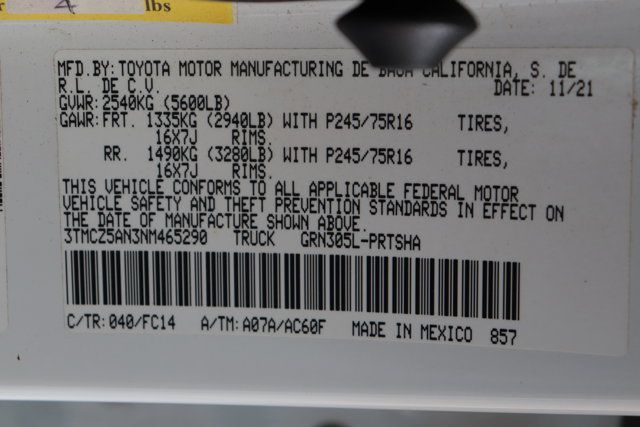 4 lbs
MFD.BY:TOYOTA MOTOR MANUFACTURING DE BAJA CALIFORNIA, S. DE
R.L. DE C.V. DATE: 11/21
GVWR:2540KG (5600LB)
GAWR:FRT. 1335KG (2940LB) WITH P245/75R16 TIRES,
16X7J RIMS.
RR. 1490KG (3280LB) WITH P245/75R16 TIRES,
16X7J RIMS.
THIS VEHICLE CONFORMS TO ALL APPLICABLE FEDERAL MOTOR
VEHICLE SAFETY AND THEFT PREVENTION STANDARDS IN EFFECT ON
THE DATE OF MANUFACTURE SHOWN ABOVE.
3TMCZ5AN3NM465290 TRUCK GRN305L-PRTSHA
C/TR:040/FC14 A/TM:A07A/AC60F MADE IN MEXICO 857